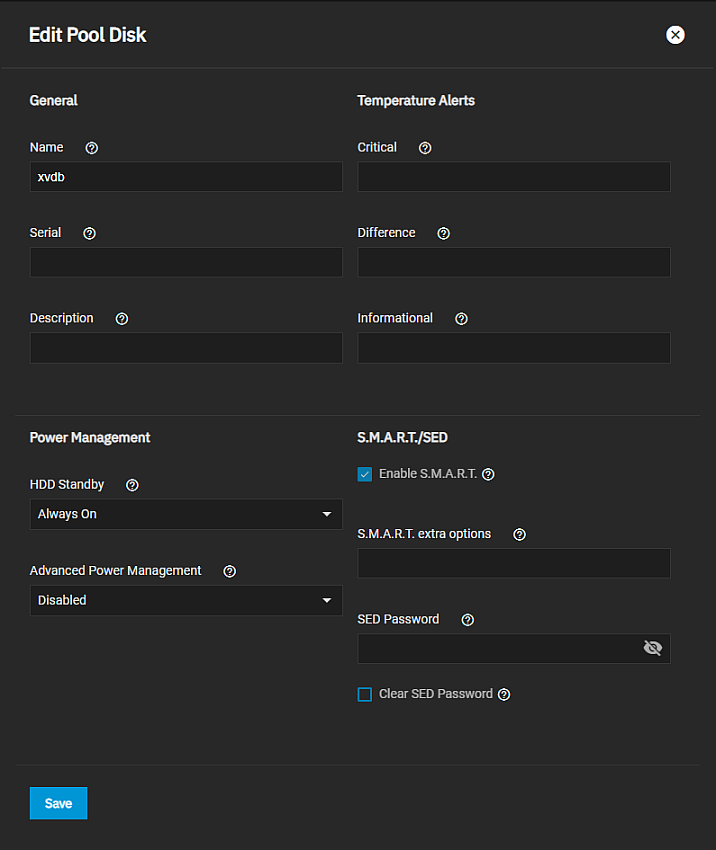 Edit Pool Disk
General
Name
xvdb
Serial
Description
Temperature Alerts
Critical
Difference
Informational
Power Management
HDD Standby
Always On
Advanced Power Management
Disabled
S.M.A.R.T./SED
Enable S.M.A.R.T.
S.M.A.R.T. extra options
SED Password
Clear SED Password
Save